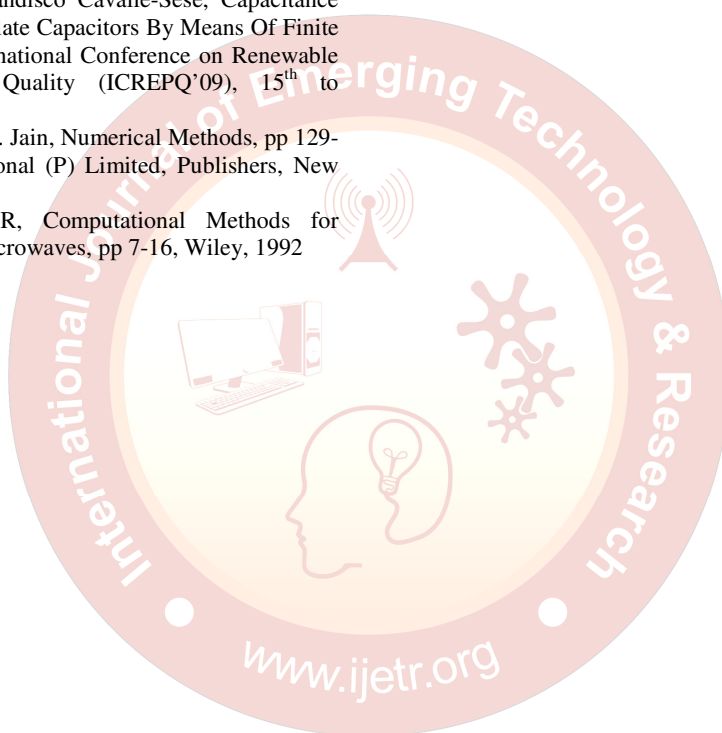 andisco Cavalle-Sese, Capacitance
late Capacitors By Means Of Finite
national Conference on Renewable
Quality (ICREPQ'09), 15th to
. Jain, Numerical Methods, pp 129-
onal (P) Limited, Publishers, New
R, Computational Methods for
crowaves, pp 7-16, Wiley, 1992
International Journal of Emerging Technology & Research
www.ijetr.org